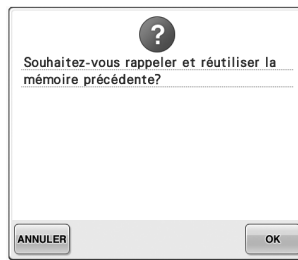 ?
Souhaitez-vous rappeler et réutiliser la
mémoire précédente?
ANNULER
OK